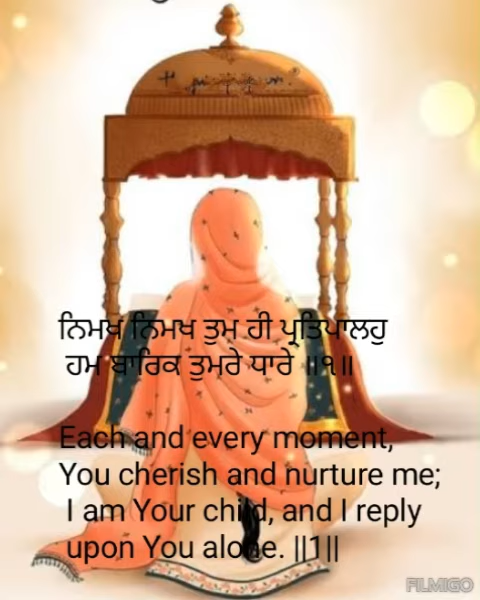 ਨਿਮਖ ਨਿਮਖ ਤੁਮ ਹੀ ਪ੍ਰਤਿਪਾਲਹੁ
ਹਮ ਬਾਰਿਕ ਤੁਮਰੇ ਧਾਰੇ ॥੧॥
Each and every moment,
You cherish and nurture me;
I am Your child, and I reply
upon You alone. ||1||
FILMIGO